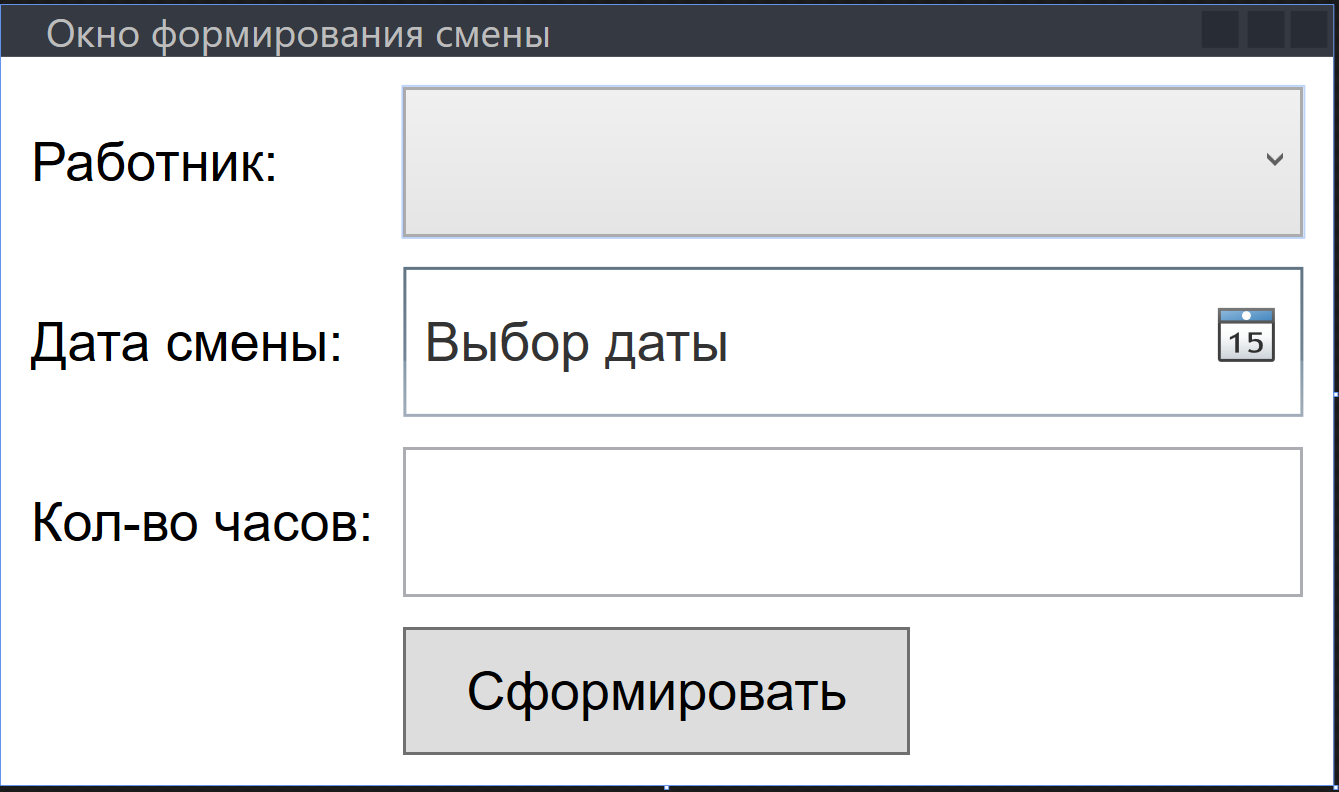 Окно формирования смены
Работник:
Дата смены:
Выбор даты
15
Кол-во часов:
Сформировать